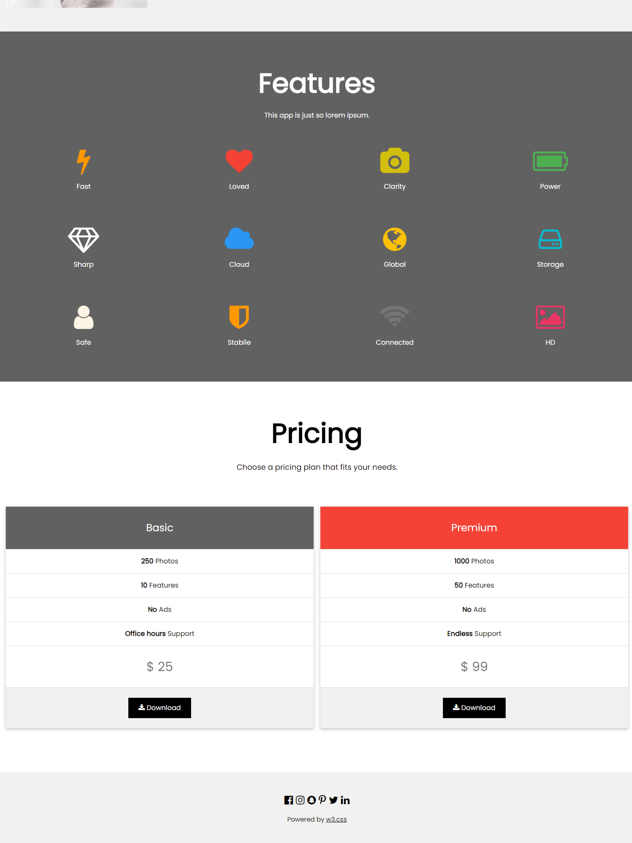 Features
This app is just so lorem ipsum.
Fast Loved Clarity Power
Sharp Cloud Global Storage
Safe Stabile Connected HD
Pricing
Choose a pricing plan that fits your needs.
Basic
250 Photos
10 Features
No Ads
Office hours Support
$ 25
Download
Premium
1000 Photos
50 Features
No Ads
Endless Support
$ 99
Download
Powered by w3.css